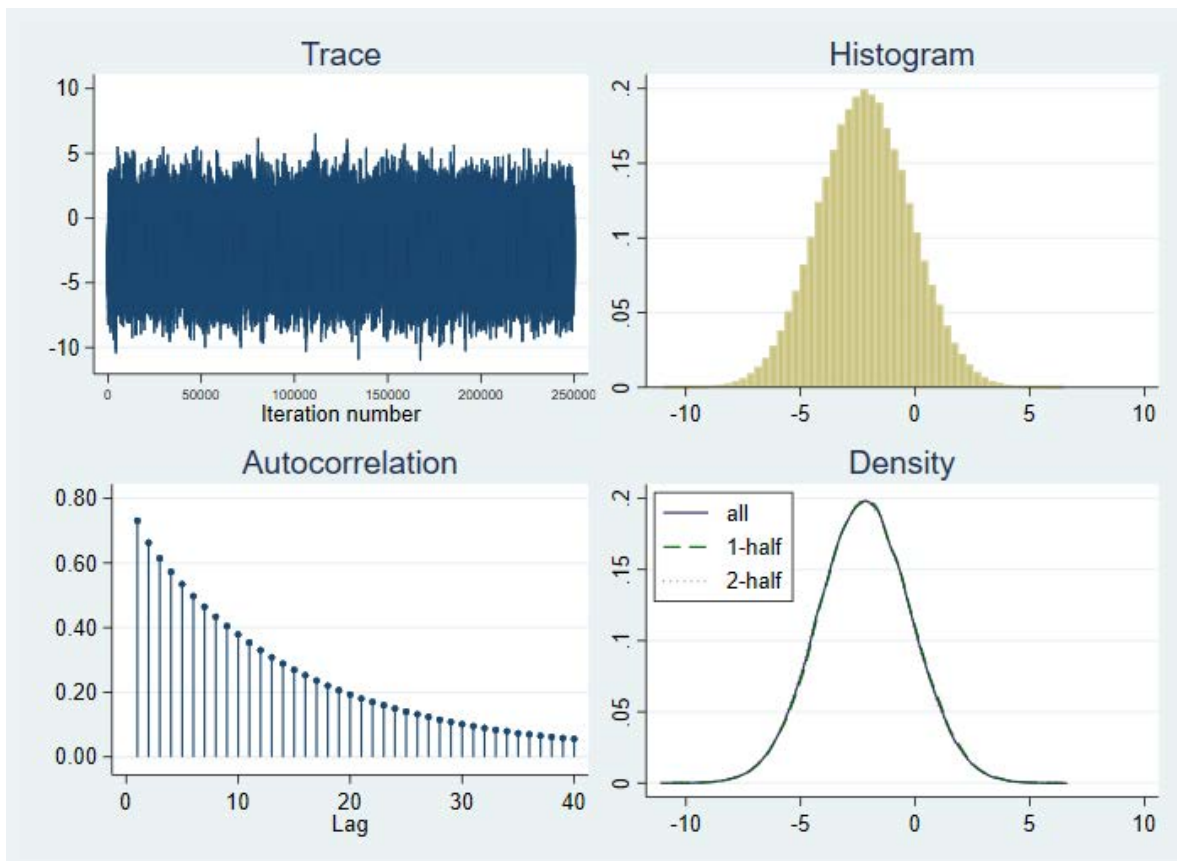 Trace
10
5
0
-5
-10
0 50000 100000 150000 200000 250000
Iteration number
Histogram
.2
.15
.1
.05
0
-10 -5 0 5 10
Autocorrelation
0.80
0.60
0.40
0.20
0.00
0 10 20 30 40
Lag
Density
all
1-half
2-half
.2
.15
.1
.05
0
-10 -5 0 5 10